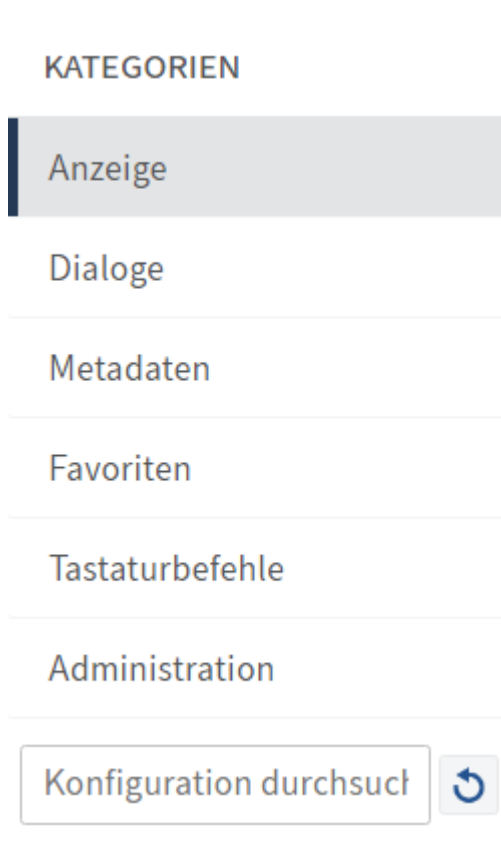 KATEGORIEN
Anzeige
Dialoge
Metadaten
Favoriten
Tastaturbefehle
Administration
Konfiguration durchsuch